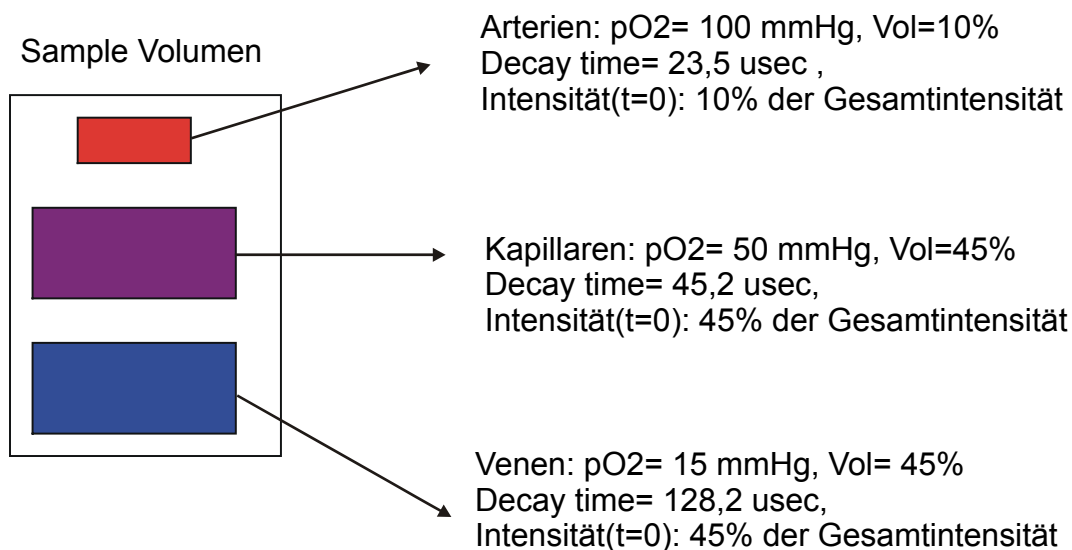 Sample Volumen
Arterien: pO2= 100 mmHg, Vol=10%
Decay time= 23,5 usec ,
Intensität(t=0): 10% der Gesamtintensität
Kapillaren: pO2= 50 mmHg, Vol=45%
Decay time= 45,2 usec,
Intensität(t=0): 45% der Gesamtintensität
Venen: pO2= 15 mmHg, Vol= 45%
Decay time= 128,2 usec,
Intensität(t=0): 45% der Gesamtintensität